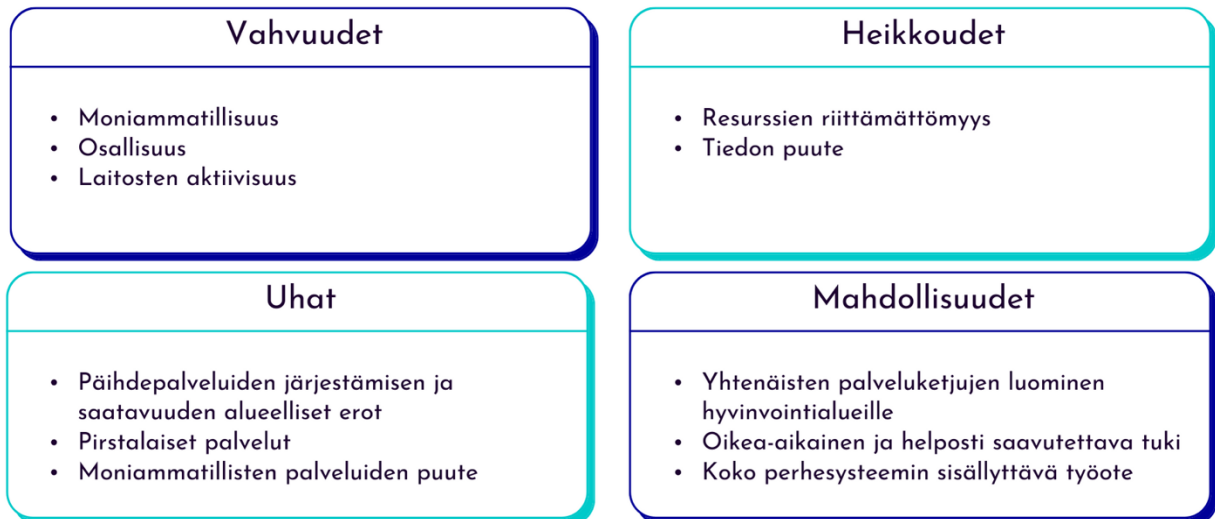 Vahvuudet
• Moniammatillisuus
• Osallisuus
• Laitosten aktiivisuus
Heikkoudet
• Resurssien riittämättömyys
• Tiedon puute
Uhat
• Päihdepalveluiden järjestämisen ja
saatavuuden alueelliset erot
• Pirstalaiset palvelut
• Moniammatillisten palveluiden puute
Mahdollisuudet
• Yhtenäisten palveluketjujen luominen
hyvinvointialueille
• Oikea-aikainen ja helposti saavutettava tuki
• Koko perhesysteemin sisällyttävä työote